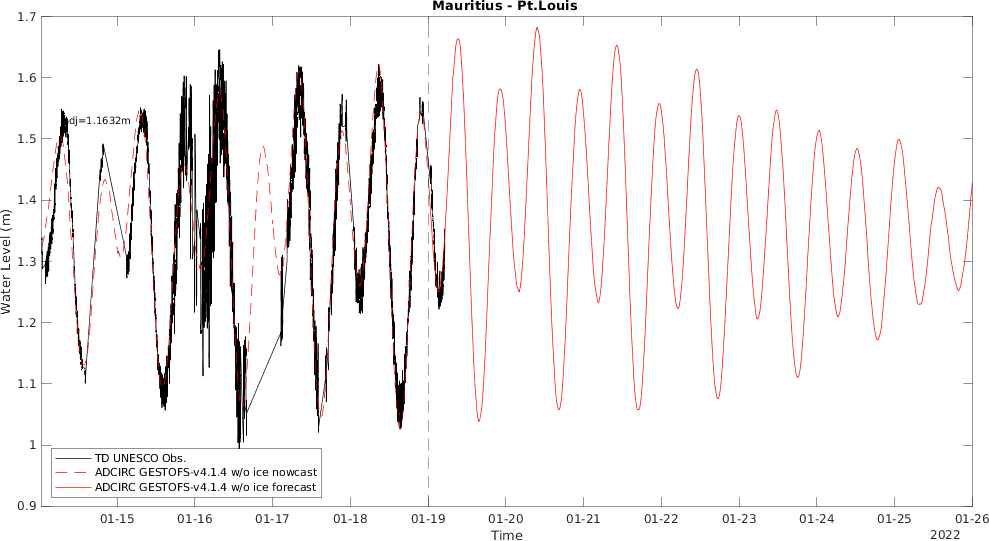 Mauritius - Pt.Louis
1.7
1.6
1.5
1.4
1.3
1.2
1.1
1
0.9
dj=1.1632m
Water Level (m)
TD UNESCO Obs.
ADCIRC GESTOFS-v4.1.4 w/o ice nowcast
ADCIRC GESTOFS-v4.1.4 w/o ice forecast
01-15 01-16 01-17 01-18 01-19 01-20 01-21 01-22 01-23 01-24 01-25 01-26
Time
2022